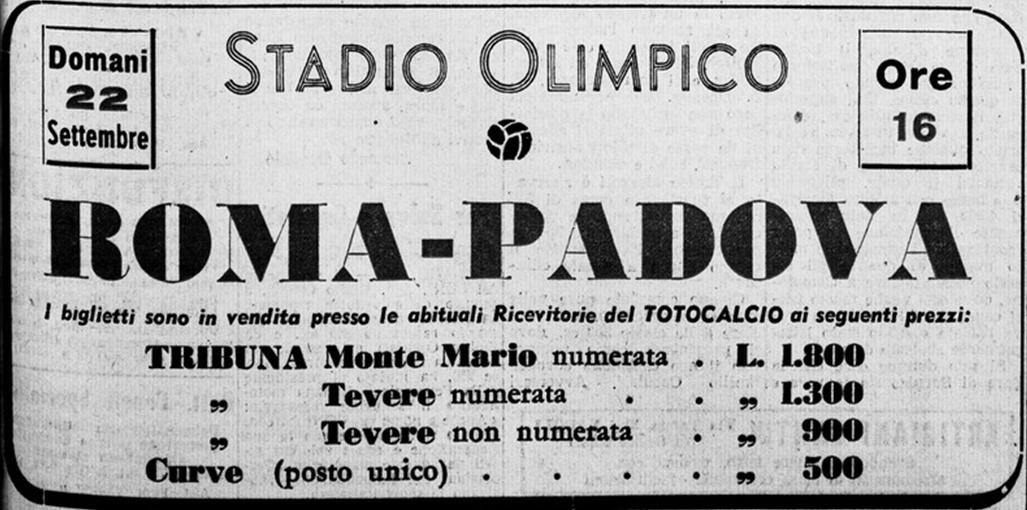 Domani
22
Settembre
STADIO OLIMPICO
Ore
16
ROMA-PADOVA
I biglietti sono in vendita presso le abituali Ricevitorie del TOTOCALCIO ai seguenti prezzi:
TRIBUNA Monte Mario numerata . L. 1.800
„ Tevere numerata . . „ 1.300
„ Tevere non numerata . „ 900
Curve (posto unico) . . . . „ 500